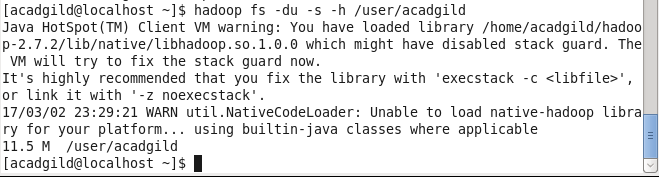 [acadgild@localhost ~]$ hadoop fs -du -s -h /user/acadgild
Java HotSpot(TM) Client VM warning: You have loaded library /home/acadgild/hadoo
p-2.7.2/lib/native/libhadoop.so.1.0.0 which might have disabled stack guard. The
 VM will try to fix the stack guard now.
It's highly recommended that you fix the library with 'execstack -c <libfile>',
or link it with '-z noexecstack'.
17/03/02 23:29:21 WARN util.NativeCodeLoader: Unable to load native-hadoop libra
ry for your platform... using builtin-java classes where applicable
11.5 M  /user/acadgild
[acadgild@localhost ~]$